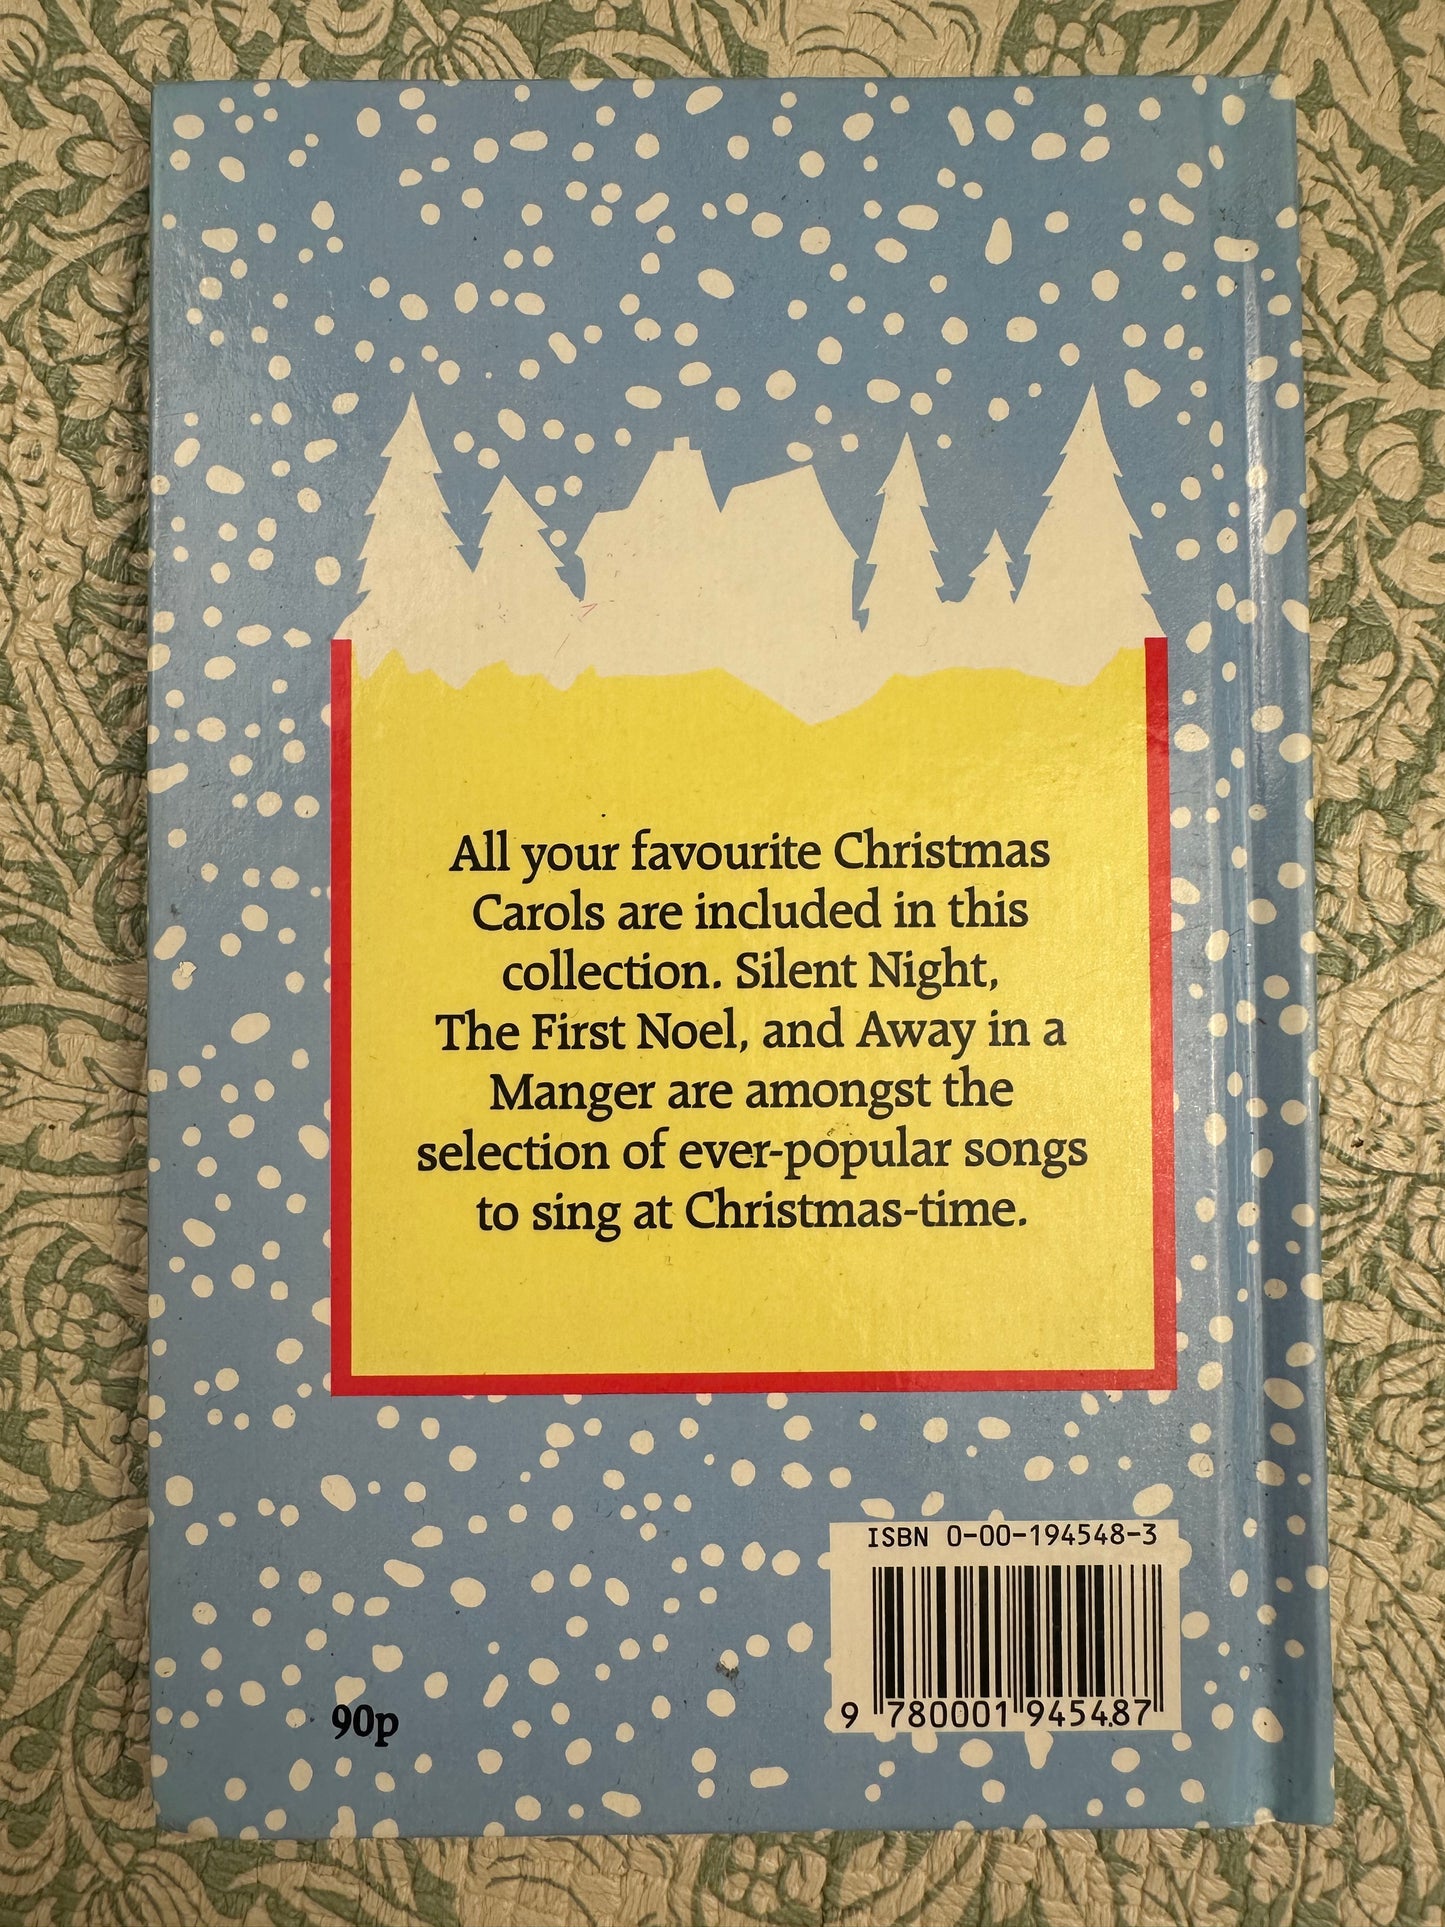 All your favourite Christmas
Carols are included in this
collection. Silent Night,
The First Noel, and Away in a
Manger are amongst the
selection of ever-popular songs
to sing at Christmas-time.
ISBN 0-00-194548-3
9 780001 945487
90p